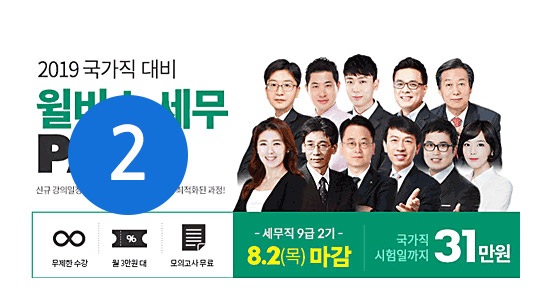 2019 국가직 대비
세무
2
신규 강의일정
최적화된 과정!
무제한 수강
%
월 3만원 대
모의고사 무료
- 세무직 9급 2기 -
8.2(목) 마감
국가직
시험일까지
31만원